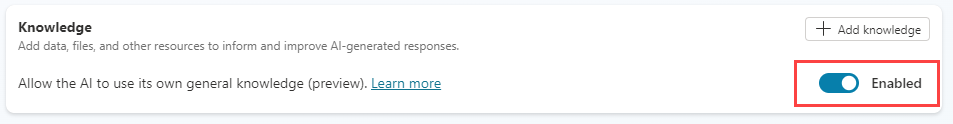 Knowledge
Add data, files, and other resources to inform and improve AI-generated responses.
Add knowledge
Allow the AI to use its own general knowledge (preview). Learn more
Enabled